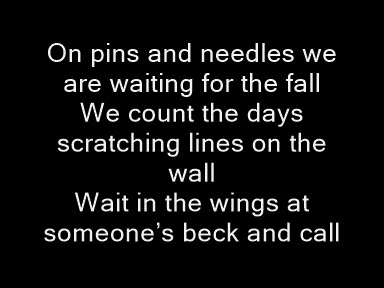 On pins and needles we
are waiting for the fall
We count the days
scratching lines on the
wall
Wait in the wings at
someone’s beck and call